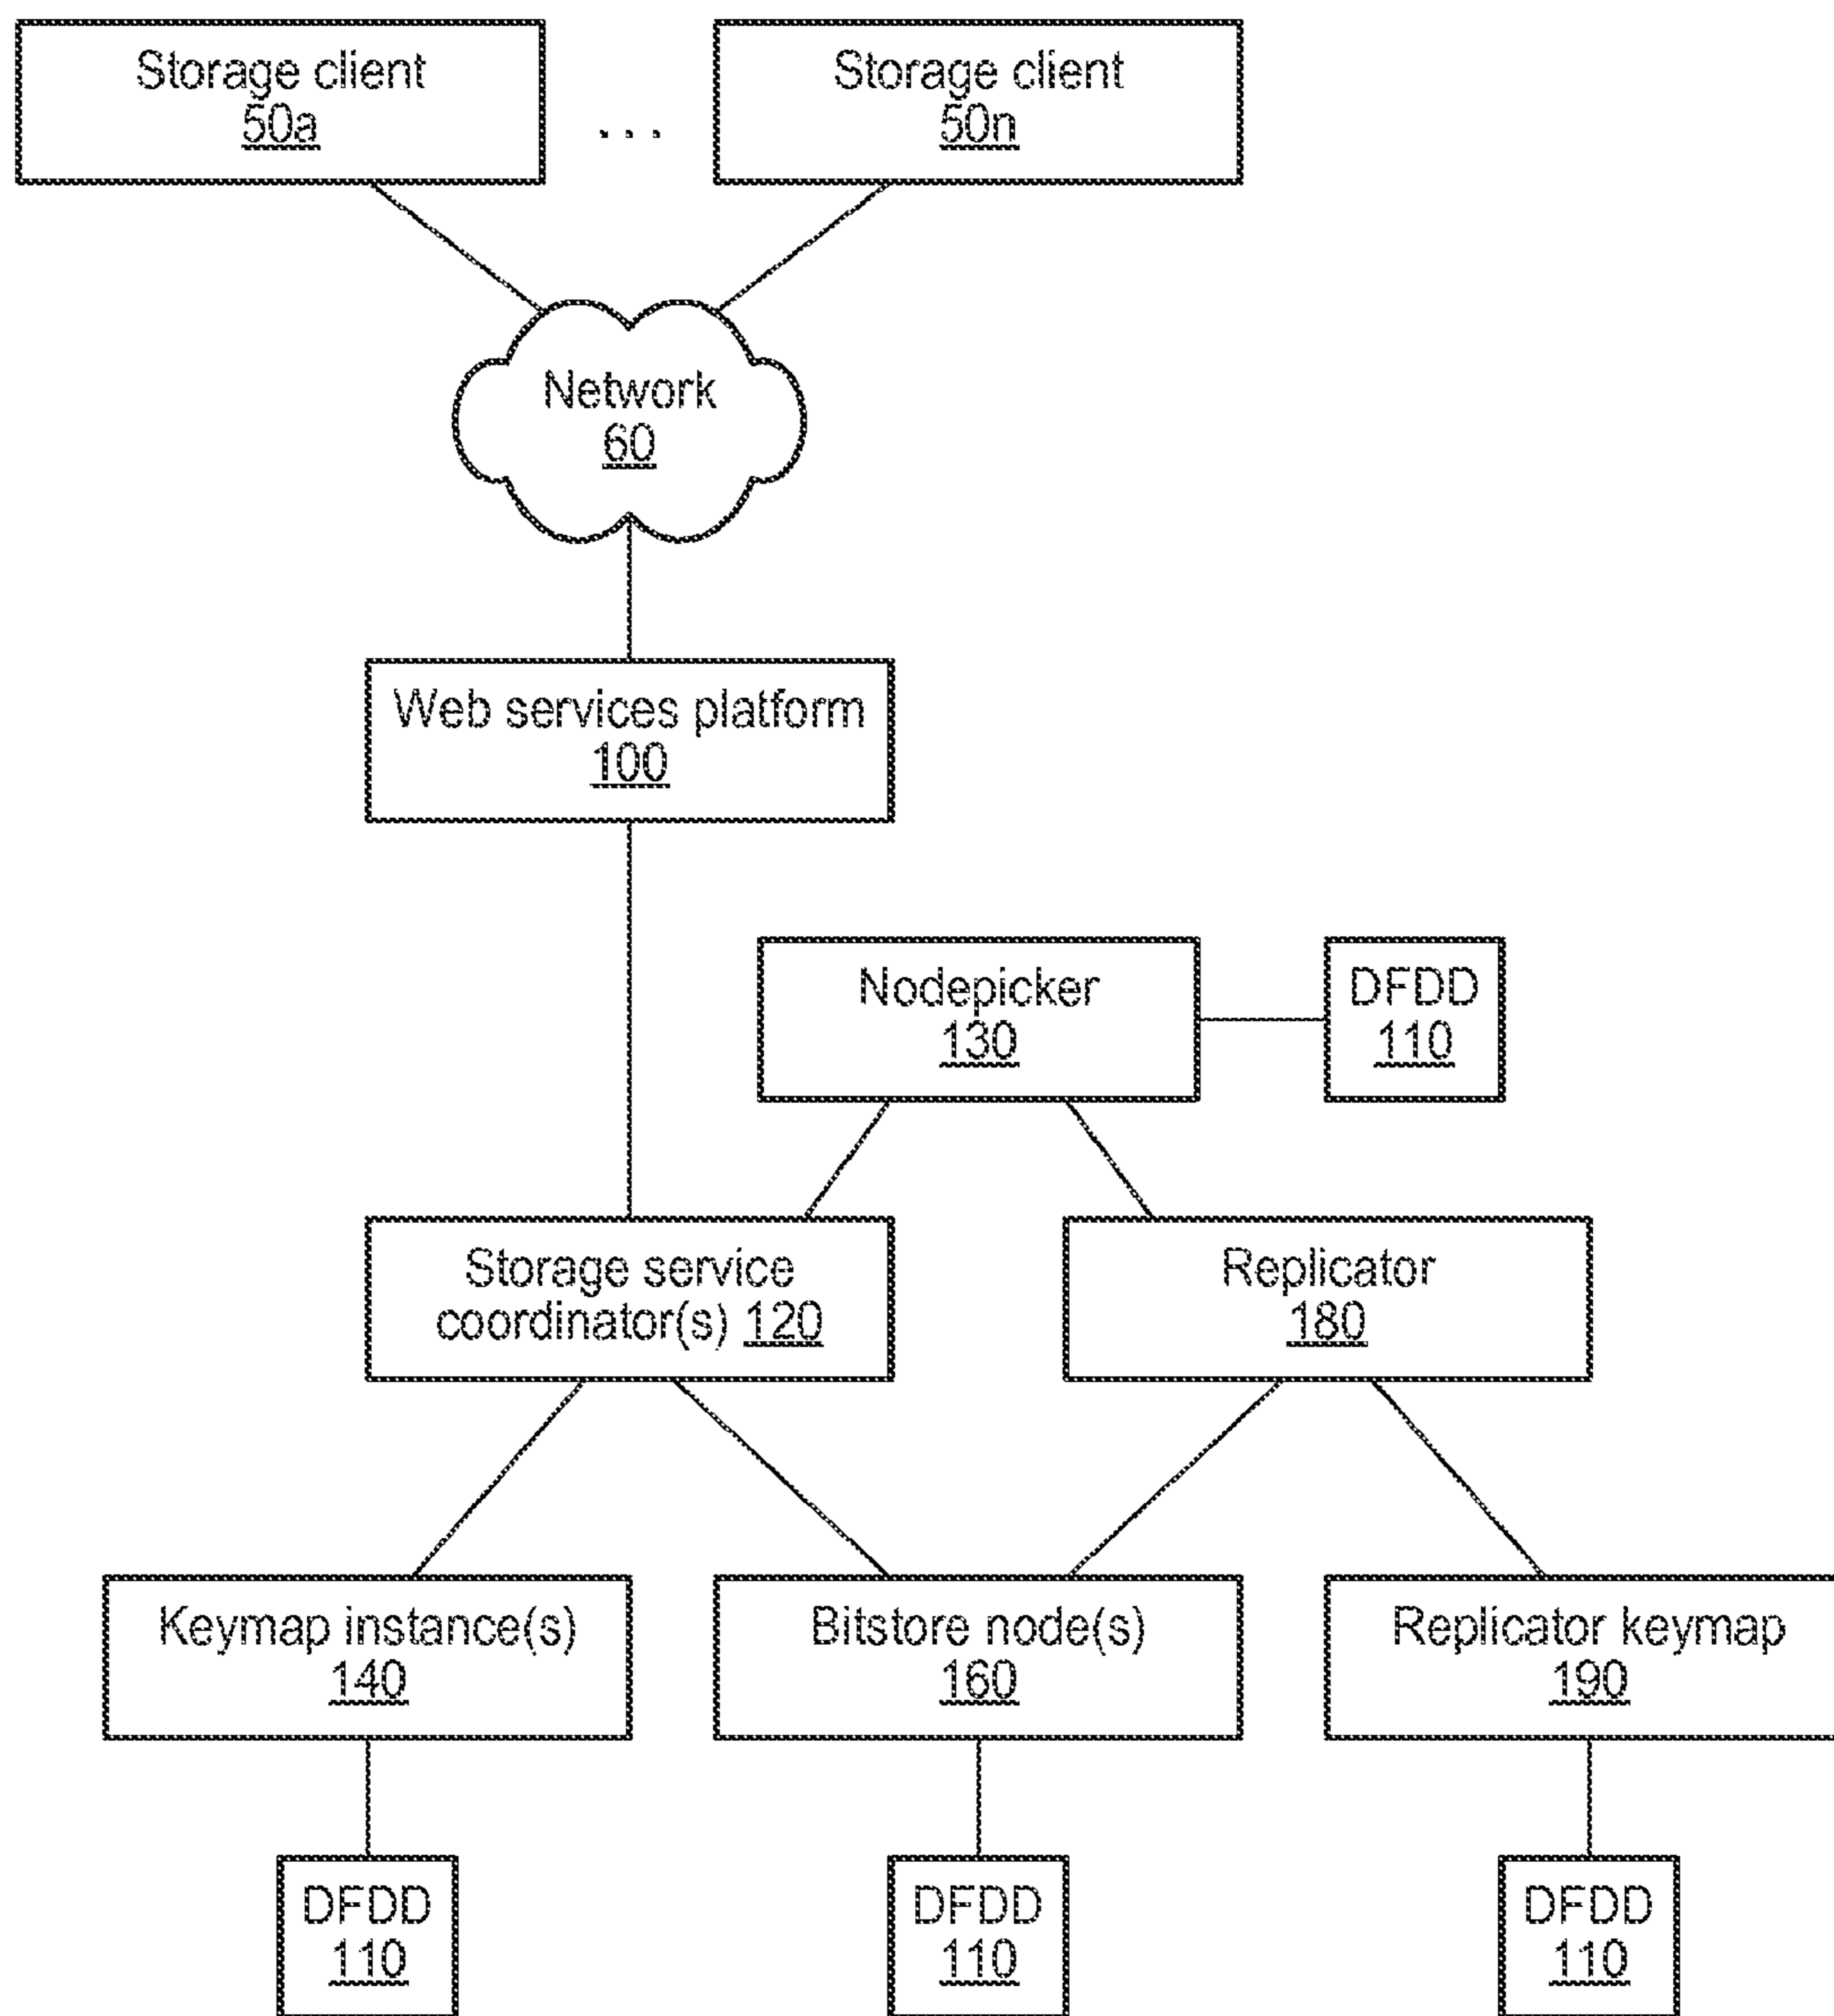 Storage client
50a
. . .
Storage client
50n
Network
60
Web services platform
100
Nodepicker
130
DFDD
110
Storage service
coordinator(s) 120
Replicator
180
Keymap instance(s)
140
Bitstore node(s)
160
Replicator keymap
190
DFDD
110
DFDD
110
DFDD
110